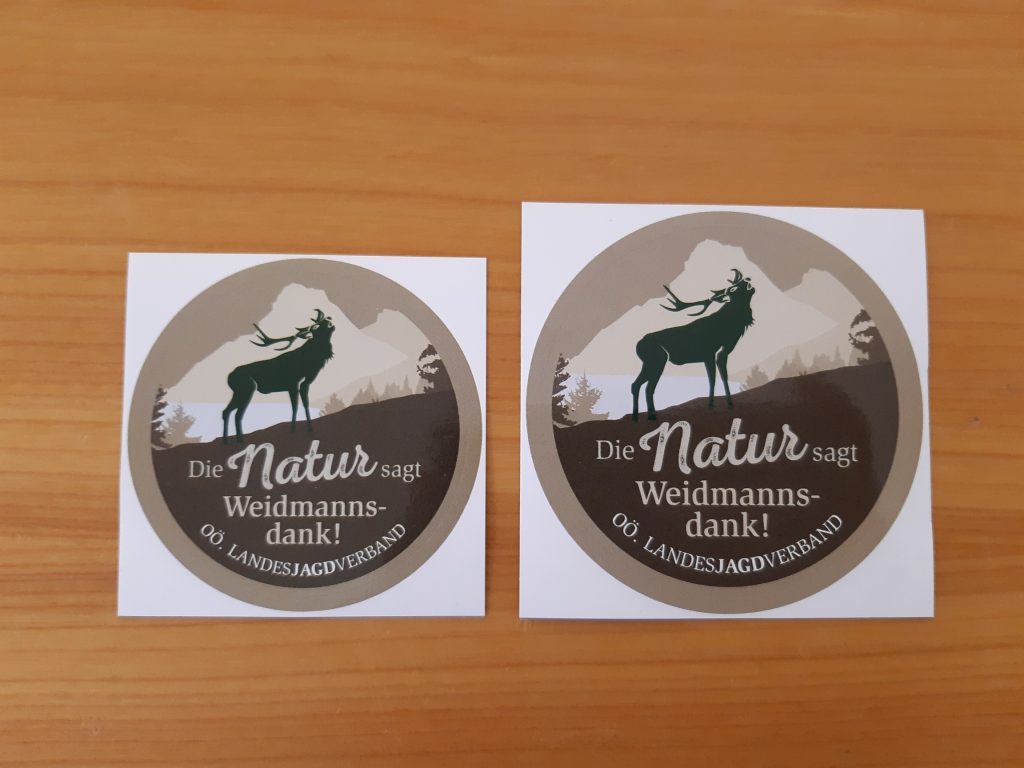 Die Natur sagt
Weidmanns-
dank!
OÖ. LANDESJAGDVERBAND
Die Natur sagt
Weidmanns-
dank!
OÖ. LANDESJAGDVERBAND